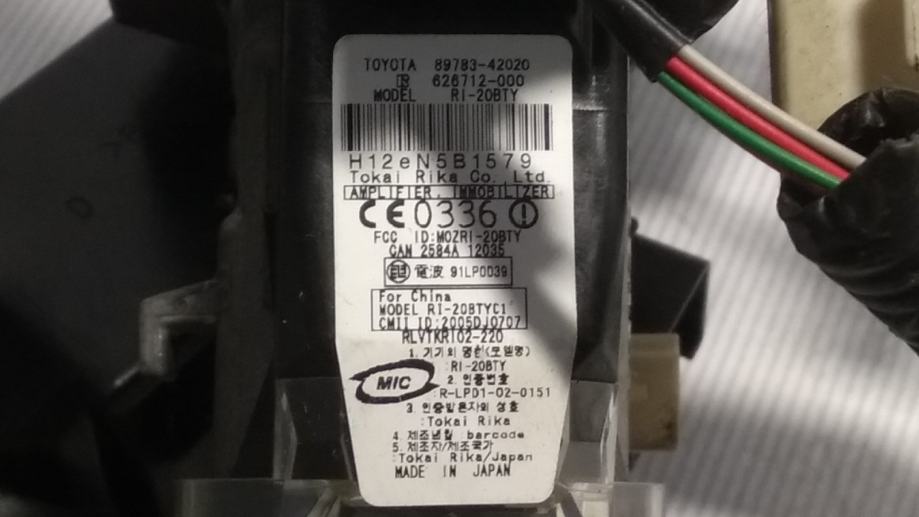 TOYOTA 89783-42020
R 626712-000
MODEL RI-20BTY
H12eN5B1579
Tokai Rika Co. Ltd.
AMPLIFIER, IMMOBILIZER
CE0336
FCC ID:MOZRI-20BTY
CAN 2584A 12035
電波 91LP0039
For China
MODEL RI-20BTYC1
CMII ID:2005DJ0707
RLVTKRI02-220
1. 기기의 명칭(모델명)
:RI-20BTY
MIC
2. 인증번호
:R-LPD1-02-0151
3. 인증받은자의 상호
:Tokai Rika
4. 제조년월 barcode
5. 제조자/제조국가
:Tokai Rika/Japan
MADE IN JAPAN